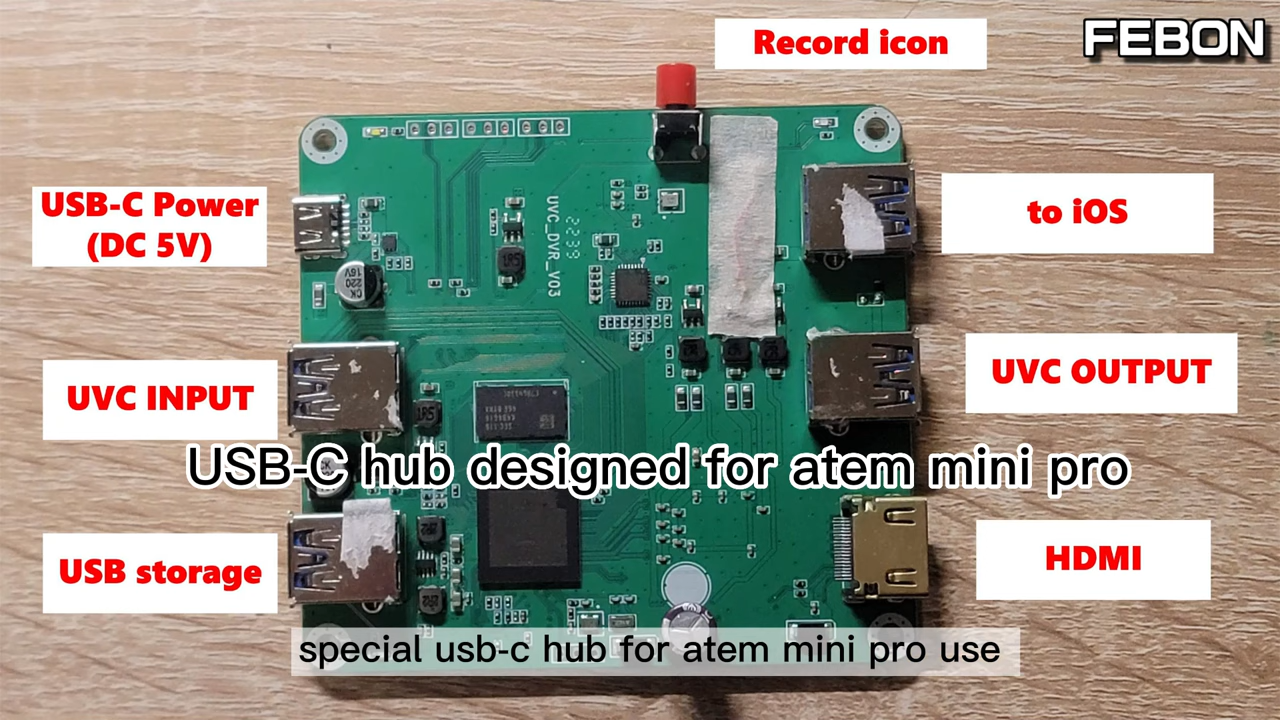 Record icon
FEBON
USB-C Power
(DC 5V)
to iOS
UVC_DVR_V03
2239
UVC INPUT
UVC OUTPUT
USB-C hub designed for atem mini pro
USB storage
HDMI
special usb-c hub for atem mini pro use